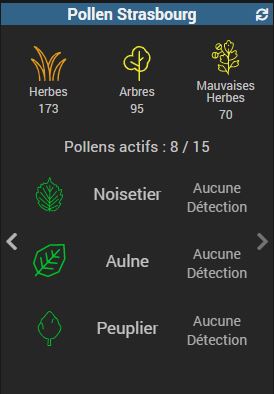 Pollen Strasbourg
Herbes
173
Arbres
95
Mauvaises
Herbes
70
Pollens actifs : 8 / 15
Noisetier
Aucune
Détection
Aulne
Aucune
Détection
Peuplier
Aucune
Détection